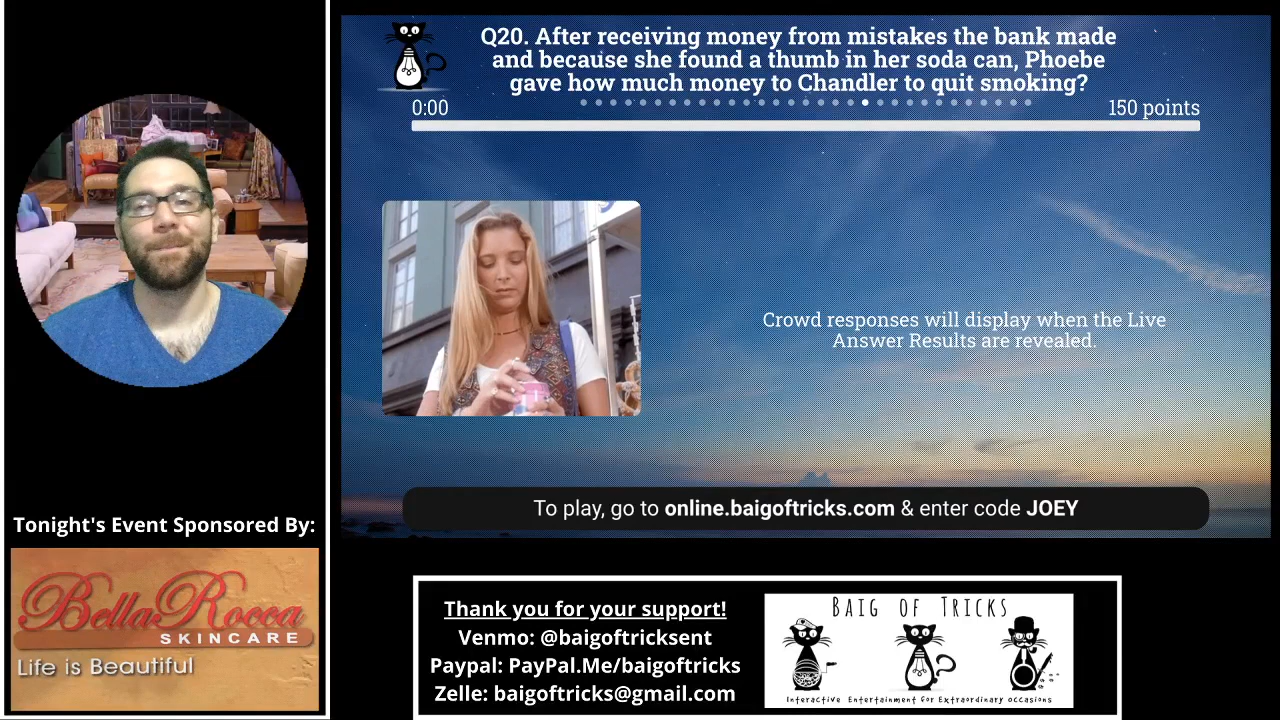 Q20. After receiving money from mistakes the bank made
and because she found a thumb in her soda can, Phoebe
gave how much money to Chandler to quit smoking?
0:00
150 points
Crowd responses will display when the Live
Answer Results are revealed.
To play, go to online.baigoftricks.com & enter code JOEY
Tonight's Event Sponsored By:
BellaRocca
SKINCARE
Life is Beautiful
Thank you for your support!
Venmo: @baigoftricksent
Paypal: PayPal.Me/baigoftricks
Zelle: baigoftricks@gmail.com
BAIG OF TRICKS
Interactive Entertainment for Extraordinary occasions